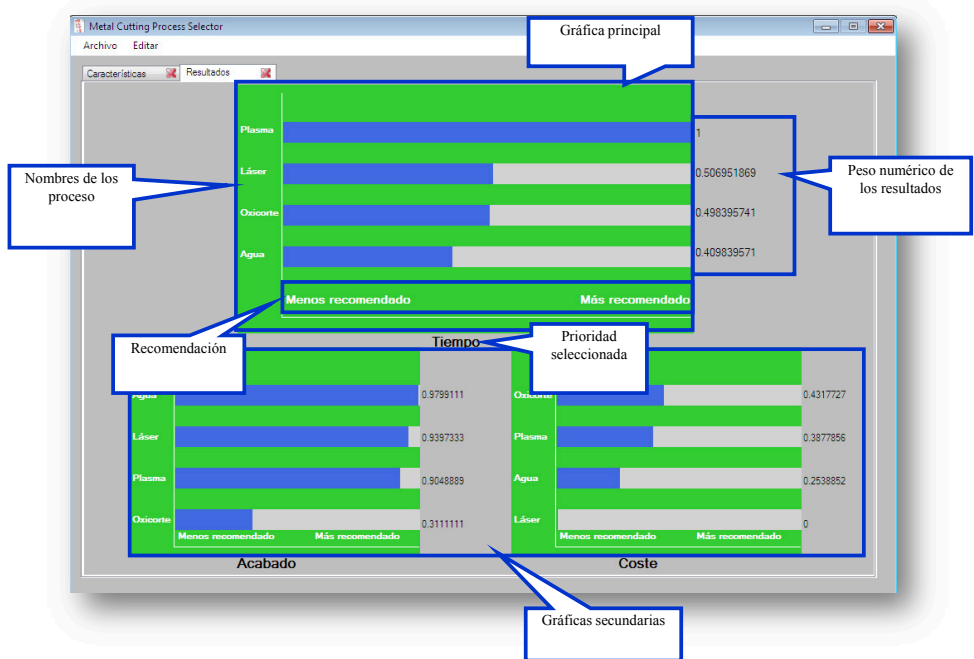 Metal Cutting Process Selector
Archivo Editar
Características Resultados
Gráfica principal
Plasma
1
Láser
0.506951869
Oxicorte
0.498395741
Agua
0.409839571
Nombres de los
proceso
Peso numérico de
los resultados
Menos recomendado Más recomendado
Recomendación
Tiempo
Prioridad
seleccionada
Agua
0.9799111
Láser
0.9397333
Plasma
0.9048889
Oxicorte
0.3111111
Menos recomendado Más recomendado
Acabado
Oxicorte
0.4317727
Plasma
0.3877856
Agua
0.2538852
Láser
0
Menos recomendado Más recomendado
Coste
Gráficas secundarias